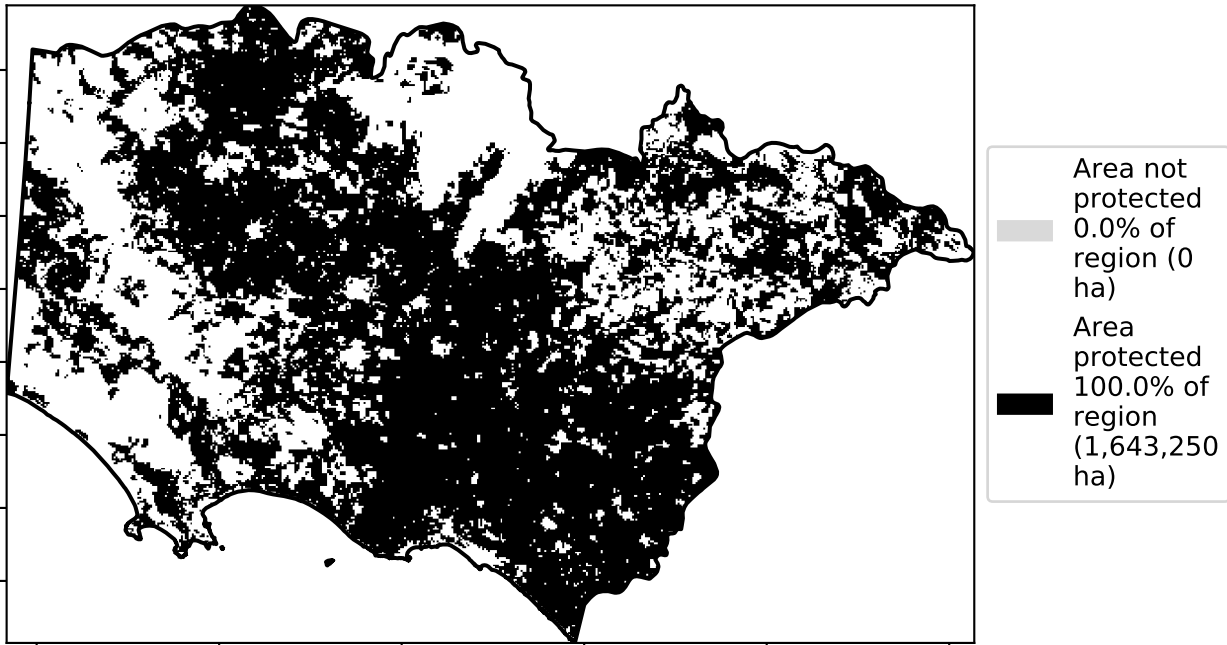 Area not
protected
0.0% of
region (0
ha)
Area
protected
100.0% of
region
(1,643,250
ha)